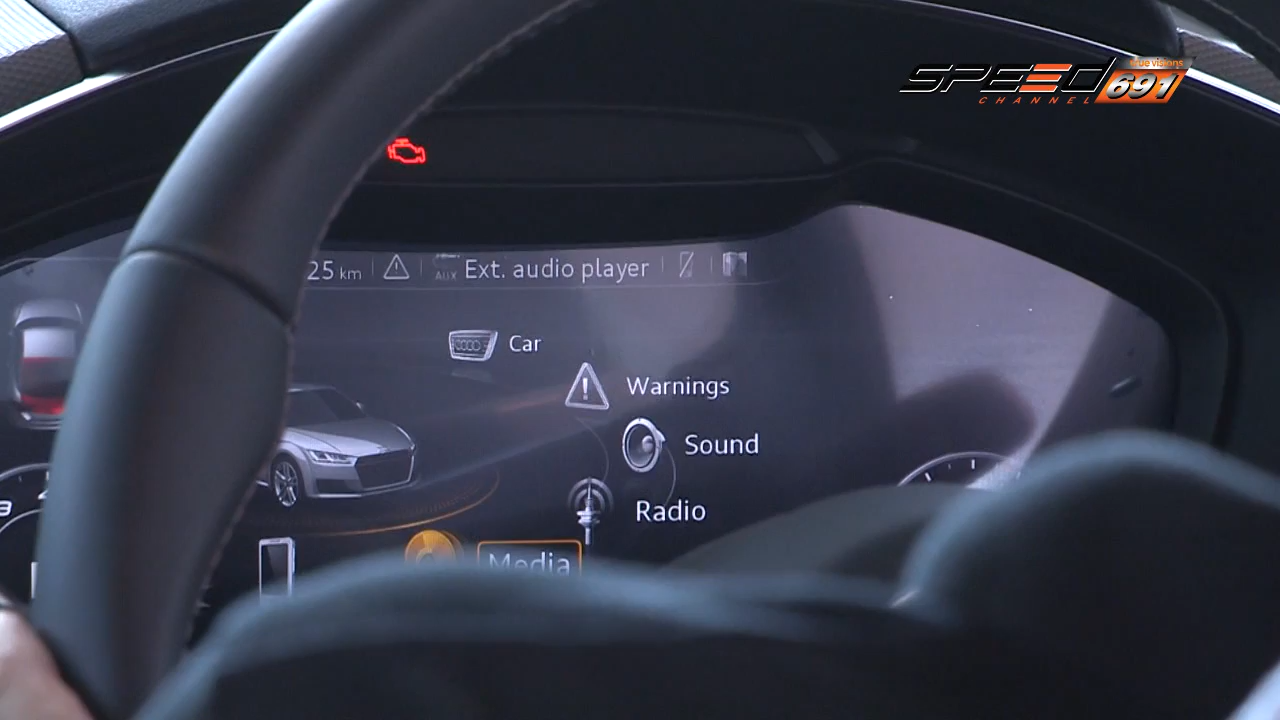 SPEED
true visions
691
CHANNEL
25 km
AUX
Ext. audio player
Car
Warnings
Sound
Radio
Media